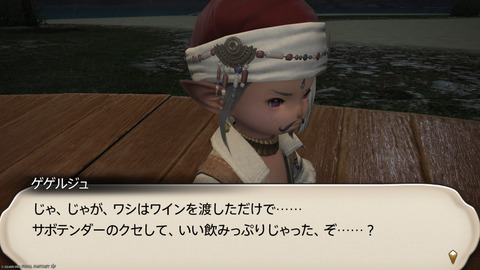 ゲゲルジュ
じゃ、じゃが、ワシはワインを渡しただけで……
サボテンダーのクセして、いい飲みっぷりじゃった、ぞ……？